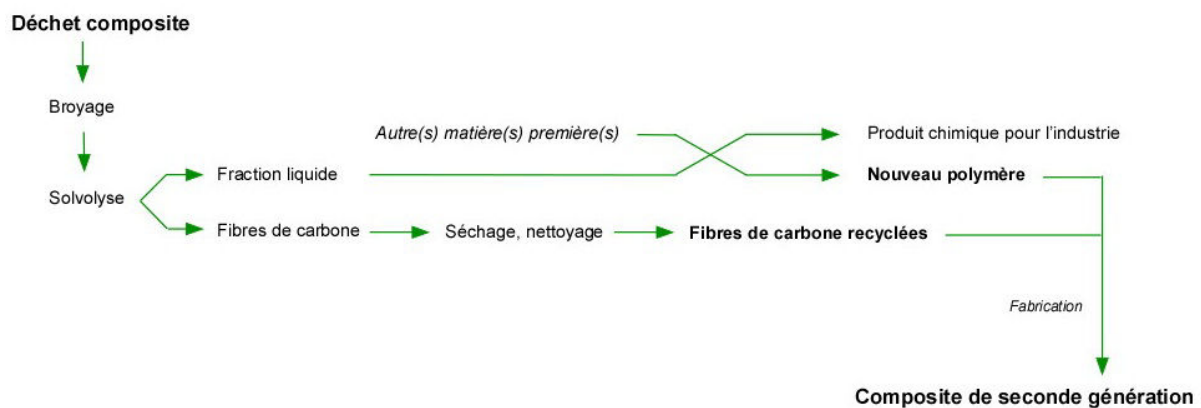 Déchet composite
Broyage
Autre(s) matière(s) première(s)
Produit chimique pour l'industrie
Fraction liquide
Nouveau polymère
Solvolyse
Fibres de carbone
Séchage, nettoyage
Fibres de carbone recyclées
Fabrication
Composite de seconde génération